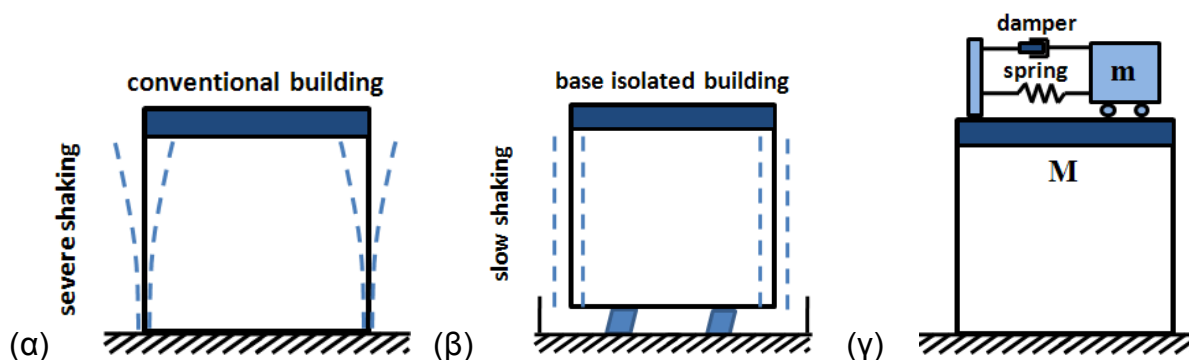 conventional building
severe shaking
(α)
base isolated building
slow shaking
(β)
damper
spring
m
M
(γ)